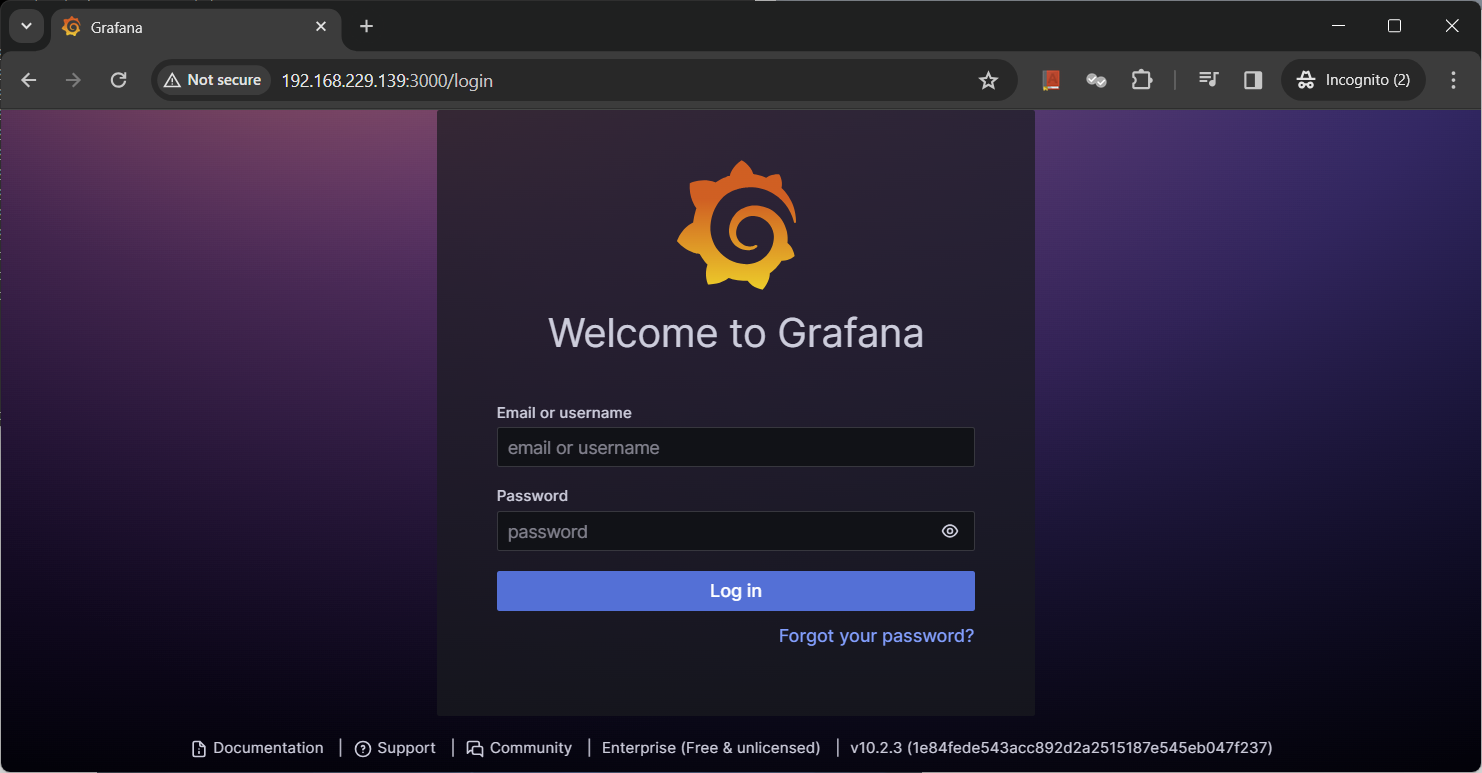 Grafana
Not secure 192.168.229.139:3000/login Incognito (2)
Welcome to Grafana
Email or username
email or username
Password
password
Log in
Forgot your password?
Documentation | Support | Community | Enterprise (Free & unlicensed) | v10.2.3 (1e84fede543acc892d2a2515187e545eb047f237)